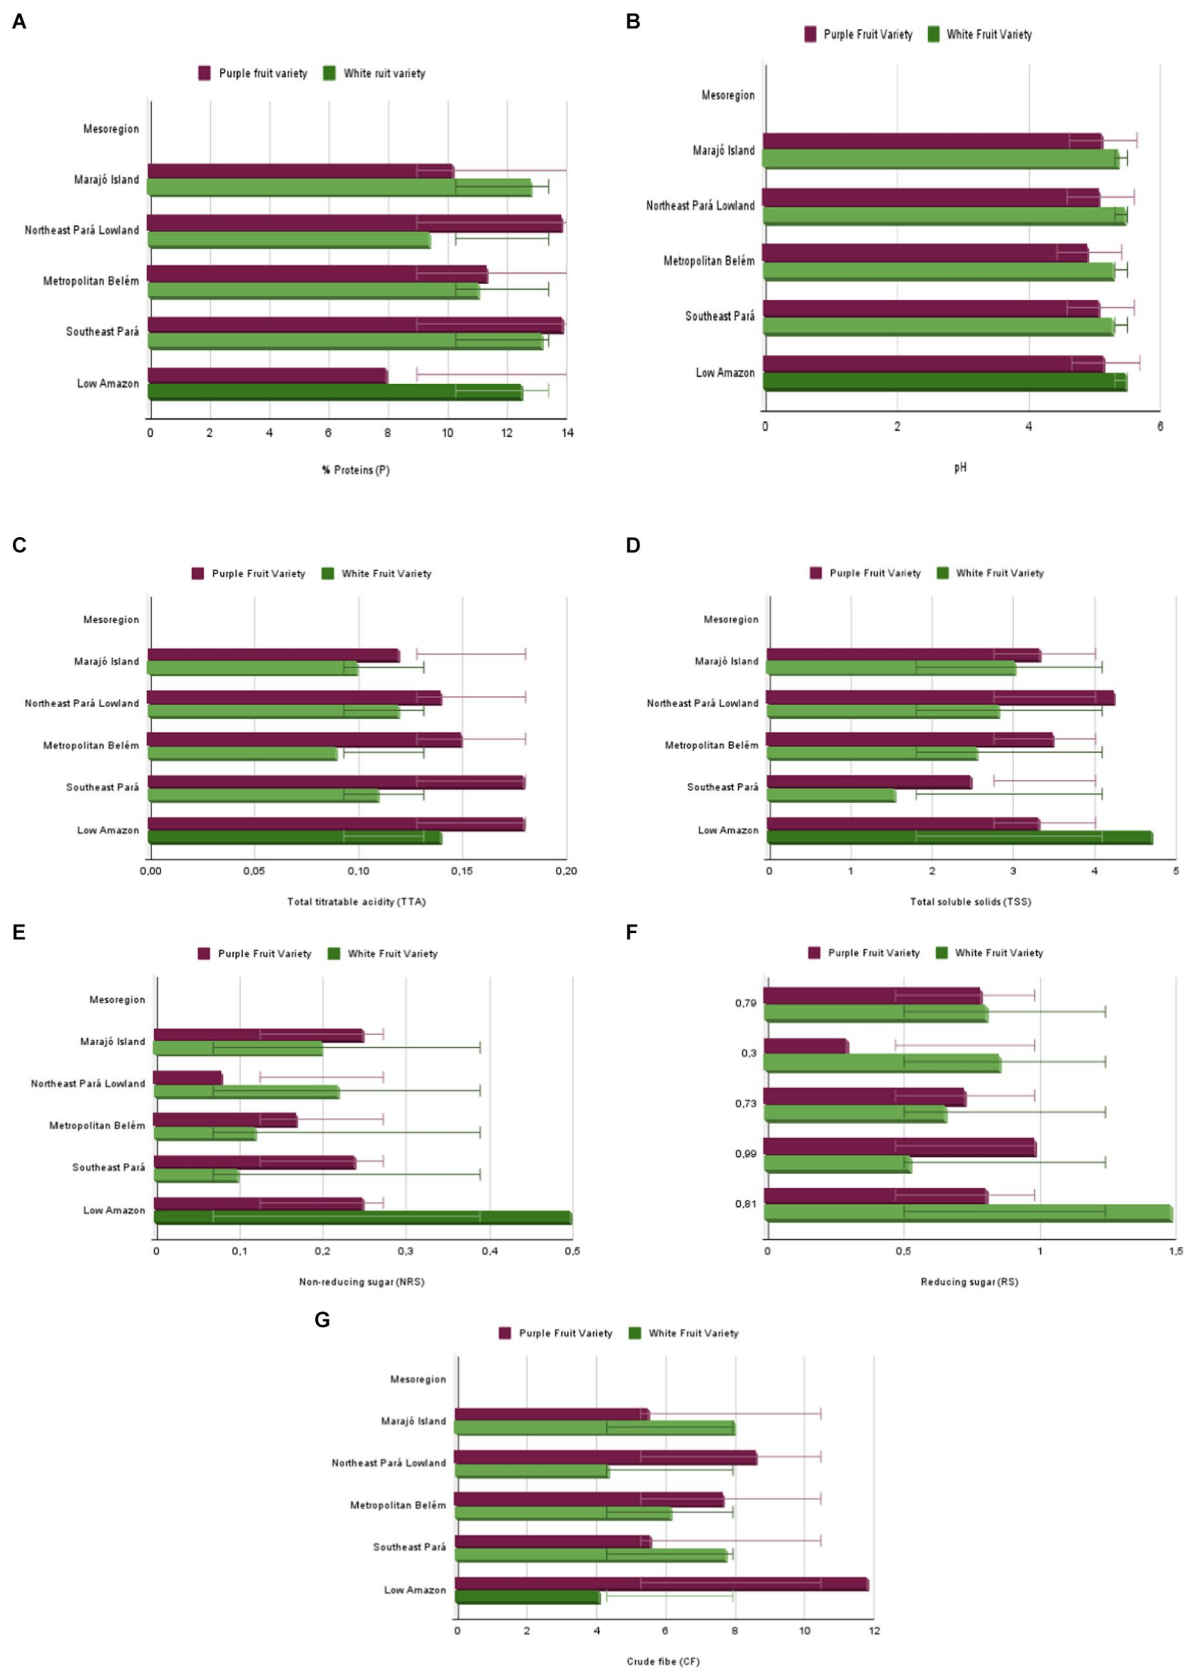 A
Purple fruit variety White ruit variety
Mesoregion
Marajó Island
Northeast Pará Lowland
Metropolitan Belém
Southeast Pará
Low Amazon
0 2 4 6 8 10 12 14
% Proteins (P)
B
Purple Fruit Variety White Fruit Variety
Mesoregion
Marajó Island
Northeast Pará Lowland
Metropolitan Belém
Southeast Pará
Low Amazon
0 2 4 6
pH
C
Purple Fruit Variety White Fruit Variety
Mesoregion
Marajó Island
Northeast Pará Lowland
Metropolitan Belém
Southeast Pará
Low Amazon
0,00 0,05 0,10 0,15 0,20
Total titratable acidity (TTA)
D
Purple Fruit Variety White Fruit Variety
Mesoregion
Marajó Island
Northeast Pará Lowland
Metropolitan Belém
Southeast Pará
Low Amazon
0 1 2 3 4 5
Total soluble solids (TSS)
E
Purple Fruit Variety White Fruit Variety
Mesoregion
Marajó Island
Northeast Pará Lowland
Metropolitan Belém
Southeast Pará
Low Amazon
0 0,1 0,2 0,3 0,4 0,5
Non-reducing sugar (NRS)
F
Purple Fruit Variety White Fruit Variety
0,79
0,3
0,73
0,99
0,81
0 0,5 1 1,5
Reducing sugar (RS)
G
Purple Fruit Variety White Fruit Variety
Mesoregion
Marajó Island
Northeast Pará Lowland
Metropolitan Belém
Southeast Pará
Low Amazon
0 2 4 6 8 10 12
Crude fibe (CF)